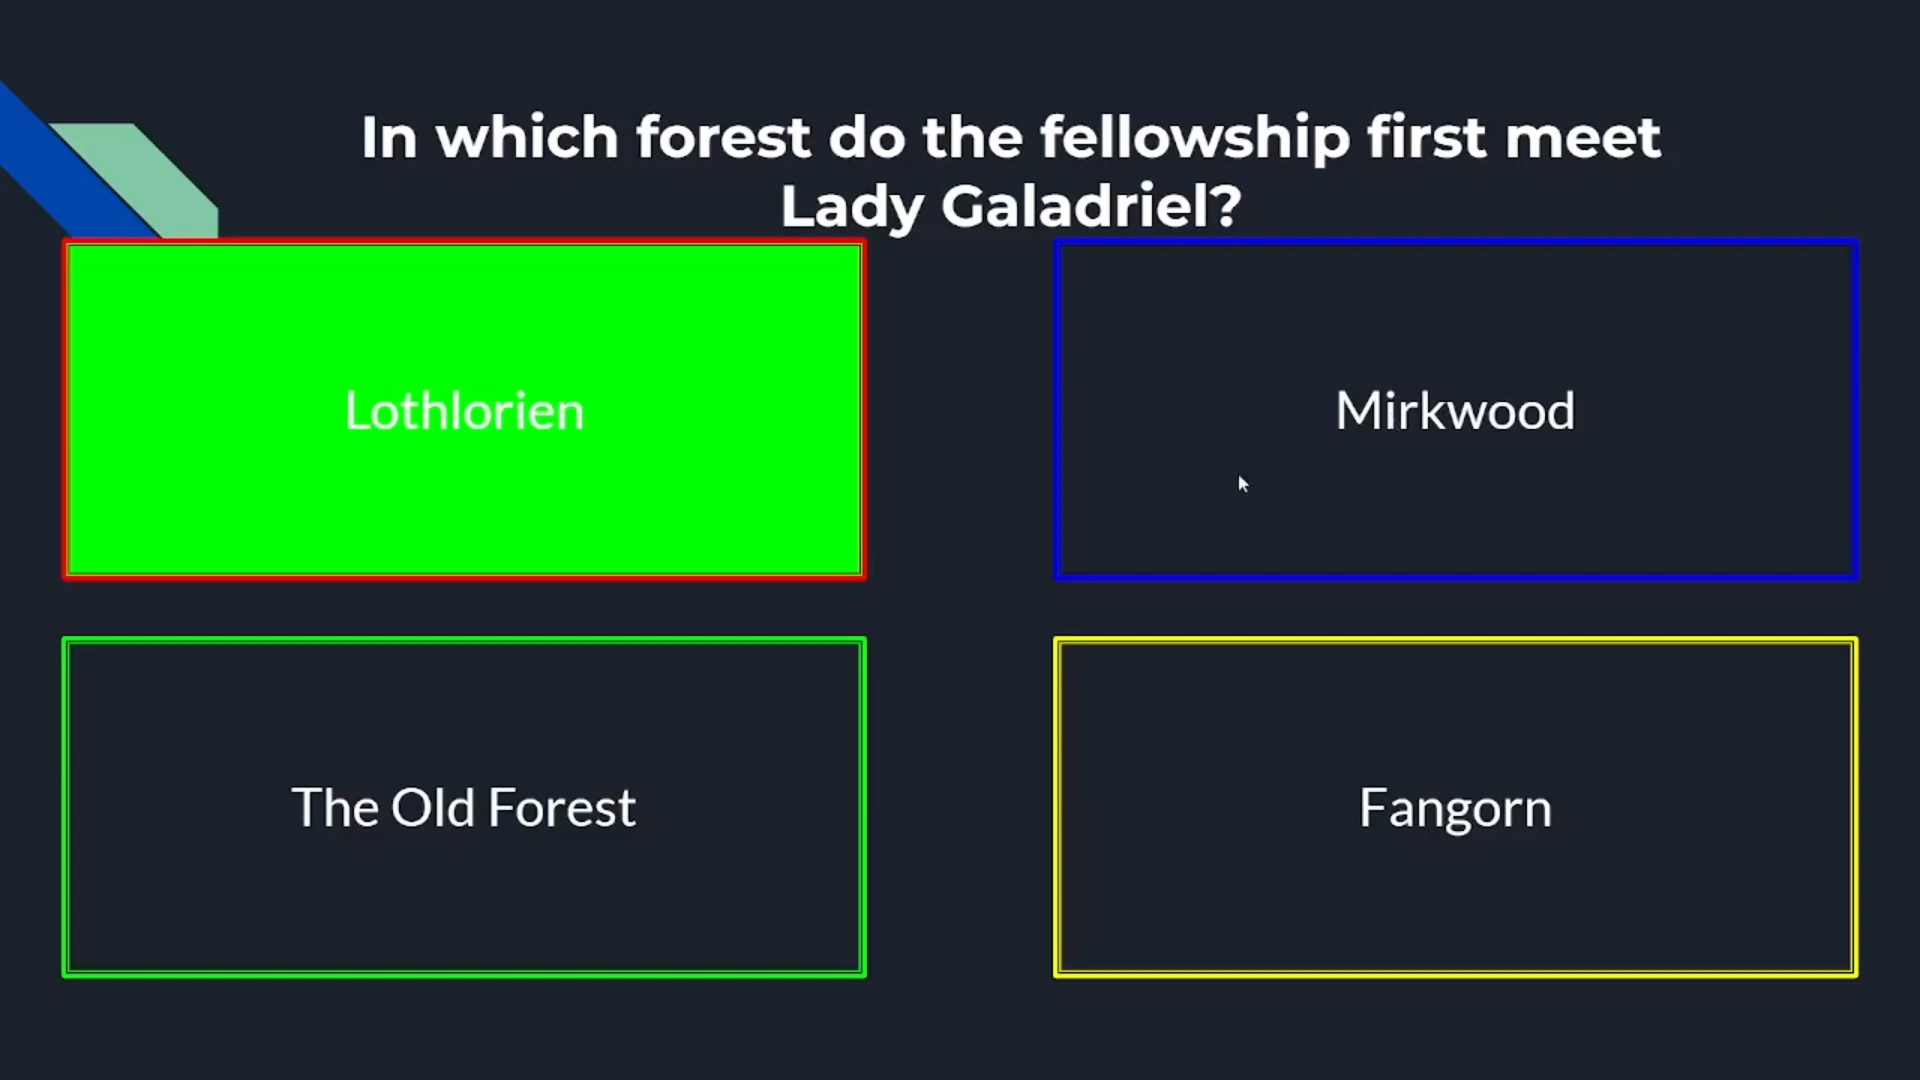 In which forest do the fellowship first meet
Lady Galadriel?
Lothlorien
Mirkwood
The Old Forest
Fangorn